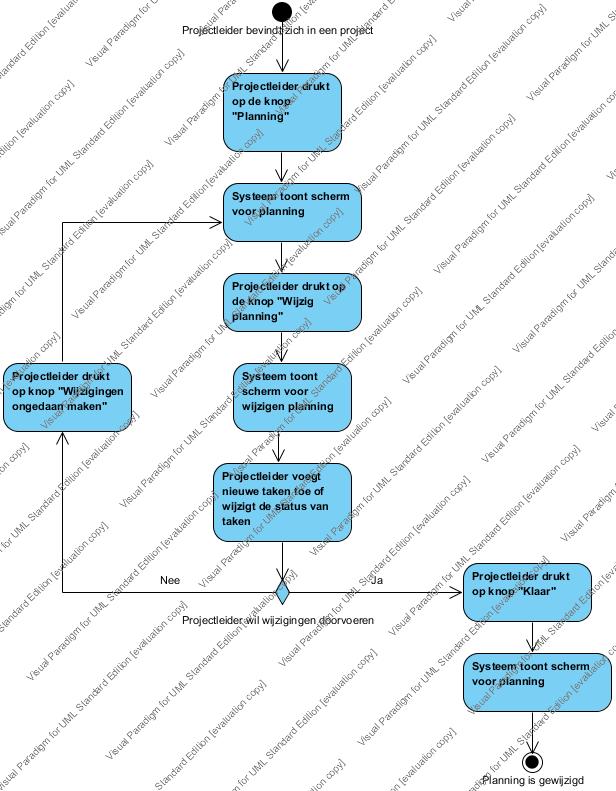 Projectleider bevindt zich in een project
Projectleider drukt
op de knop
"Planning"
Systeem toont scherm
voor planning
Projectleider drukt op
de knop "Wijzig
planning"
Systeem toont
scherm voor
wijzigen planning
Projectleider drukt
op knop "Wijzigingen
ongedaan maken"
Projectleider voegt
nieuwe taken toe of
wijzigt de status van
taken
Nee
Ja
Projectleider wil wijzigingen doorvoeren
Projectleider drukt
op knop "Klaar"
Systeem toont scherm
voor planning
Planning is gewijzigd
Visual Paradigm for UML Standard Edition [evaluation copy]